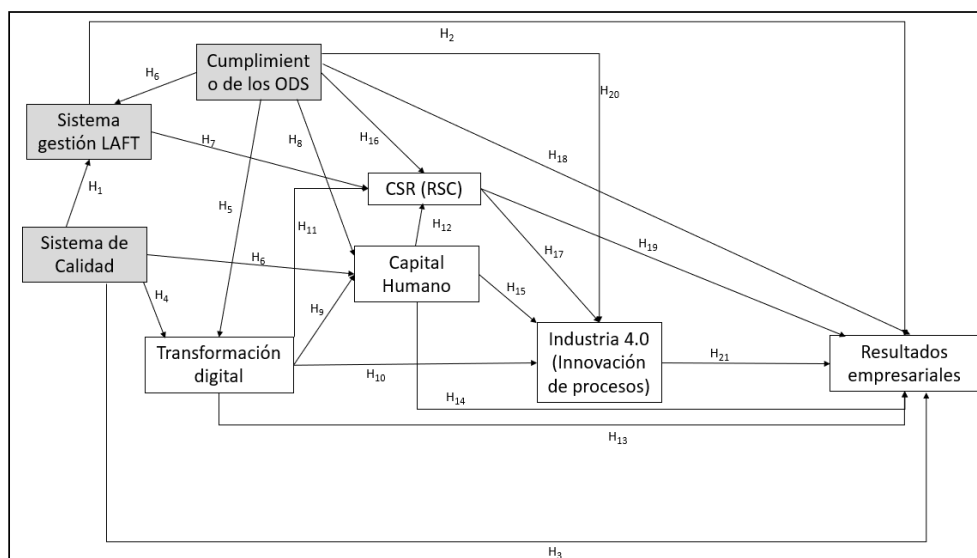 H2
Cumplimient
o de los ODS
H6
H20
Sistema
gestión LAFT
H7
H8
H16
H18
CSR (RSC)
H1
H5
H11
H12
H17
H19
Sistema de
Calidad
H6
Capital
Humano
H4
H9
H15
Transformación
digital
Industria 4.0
(Innovación
de procesos)
H21
Resultados
empresariales
H10
H14
H13
H3